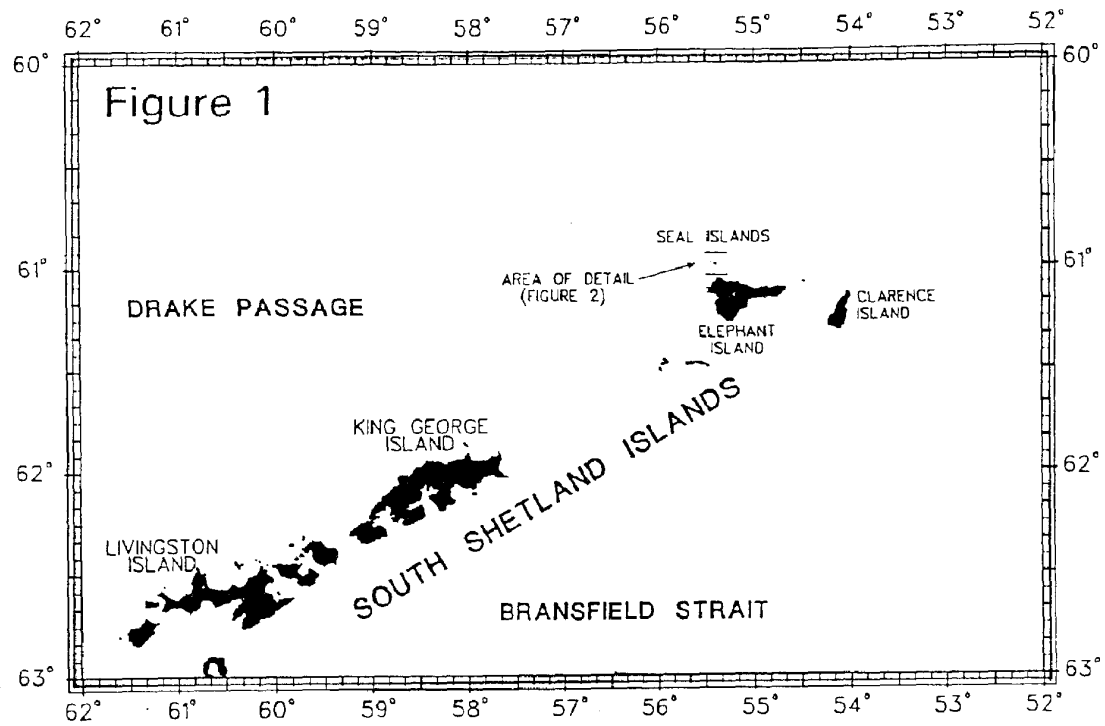 62° 61° 60° 59° 58° 57° 56° 55° 54° 53° 52°
60° 60°
Figure 1
SEAL ISLANDS
61° 61°
AREA OF DETAIL
(FIGURE 2)
DRAKE PASSAGE
CLARENCE
ISLAND
ELEPHANT
ISLAND
KING GEORGE
ISLAND
62° 62°
SOUTH SHETLAND ISLANDS
LIVINGSTON
ISLAND
BRANSFIELD STRAIT
63° 63°
62° 61° 60° 59° 58° 57° 56° 55° 54° 53° 52°